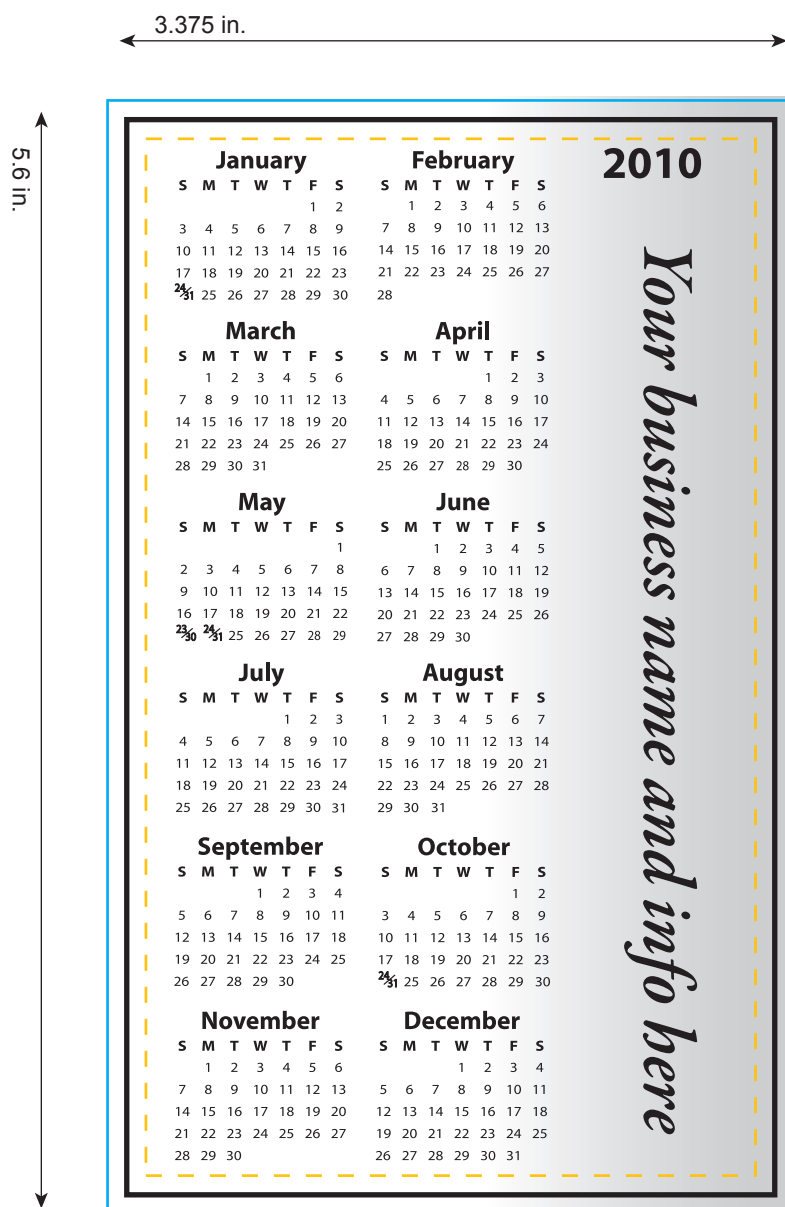 3.375 in.
5.6 in.
2010
Your business name and info here
January
S M T W T F S
1 2
3 4 5 6 7 8 9
10 11 12 13 14 15 16
17 18 19 20 21 22 23
24/31 25 26 27 28 29 30
February
S M T W T F S
1 2 3 4 5 6
7 8 9 10 11 12 13
14 15 16 17 18 19 20
21 22 23 24 25 26 27
28
March
S M T W T F S
1 2 3 4 5 6
7 8 9 10 11 12 13
14 15 16 17 18 19 20
21 22 23 24 25 26 27
28 29 30 31
April
S M T W T F S
1 2 3
4 5 6 7 8 9 10
11 12 13 14 15 16 17
18 19 20 21 22 23 24
25 26 27 28 29 30
May
S M T W T F S
1
2 3 4 5 6 7 8
9 10 11 12 13 14 15
16 17 18 19 20 21 22
23/30 24/31 25 26 27 28 29
June
S M T W T F S
1 2 3 4 5
6 7 8 9 10 11 12
13 14 15 16 17 18 19
20 21 22 23 24 25 26
27 28 29 30
July
S M T W T F S
1 2 3
4 5 6 7 8 9 10
11 12 13 14 15 16 17
18 19 20 21 22 23 24
25 26 27 28 29 30 31
August
S M T W T F S
1 2 3 4 5 6 7
8 9 10 11 12 13 14
15 16 17 18 19 20 21
22 23 24 25 26 27 28
29 30 31
September
S M T W T F S
1 2 3 4
5 6 7 8 9 10 11
12 13 14 15 16 17 18
19 20 21 22 23 24 25
26 27 28 29 30
October
S M T W T F S
1 2
3 4 5 6 7 8 9
10 11 12 13 14 15 16
17 18 19 20 21 22 23
24/31 25 26 27 28 29 30
November
S M T W T F S
1 2 3 4 5 6
7 8 9 10 11 12 13
14 15 16 17 18 19 20
21 22 23 24 25 26 27
28 29 30
December
S M T W T F S
1 2 3 4
5 6 7 8 9 10 11
12 13 14 15 16 17 18
19 20 21 22 23 24 25
26 27 28 29 30 31